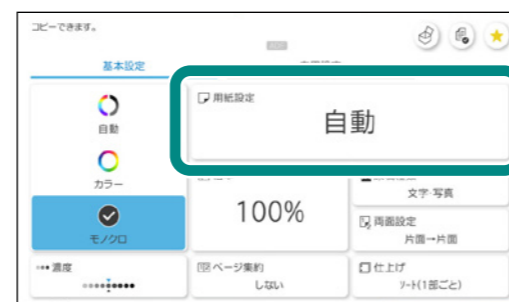 コピーできます。
基本設定
自動
用紙設定
自動
カラー
モノクロ
100%
文字・写真
両面設定
片面→片面
濃度
ページ集約
しない
仕上げ
ソート(1部ごと)